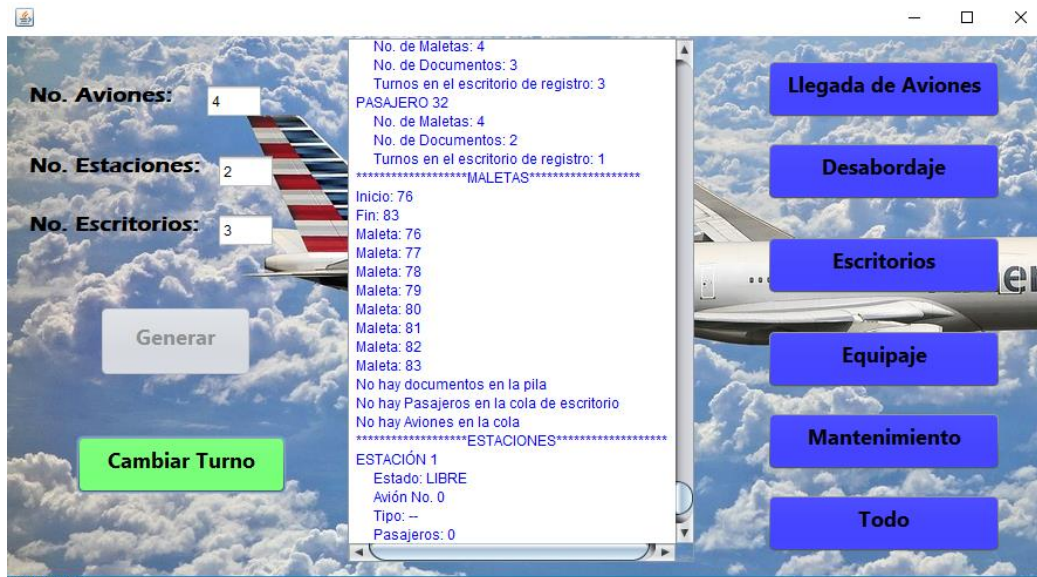 No. Aviones:
4
No. Estaciones:
2
No. Escritorios:
3
Generar
Cambiar Turno
No. de Maletas: 4
No. de Documentos: 3
Turnos en el escritorio de registro: 3
PASAJERO 32
No. de Maletas: 4
No. de Documentos: 2
Turnos en el escritorio de registro: 1
*******************MALETAS*******************
Inicio: 76
Fin: 83
Maleta: 76
Maleta: 77
Maleta: 78
Maleta: 79
Maleta: 80
Maleta: 81
Maleta: 82
Maleta: 83
No hay documentos en la pila
No hay Pasajeros en la cola de escritorio
No hay Aviones en la cola
*******************ESTACIONES*******************
ESTACIÓN 1
Estado: LIBRE
Avión No. 0
Tipo: --
Pasajeros: 0
Llegada de Aviones
Desabordaje
Escritorios
Equipaje
Mantenimiento
Todo